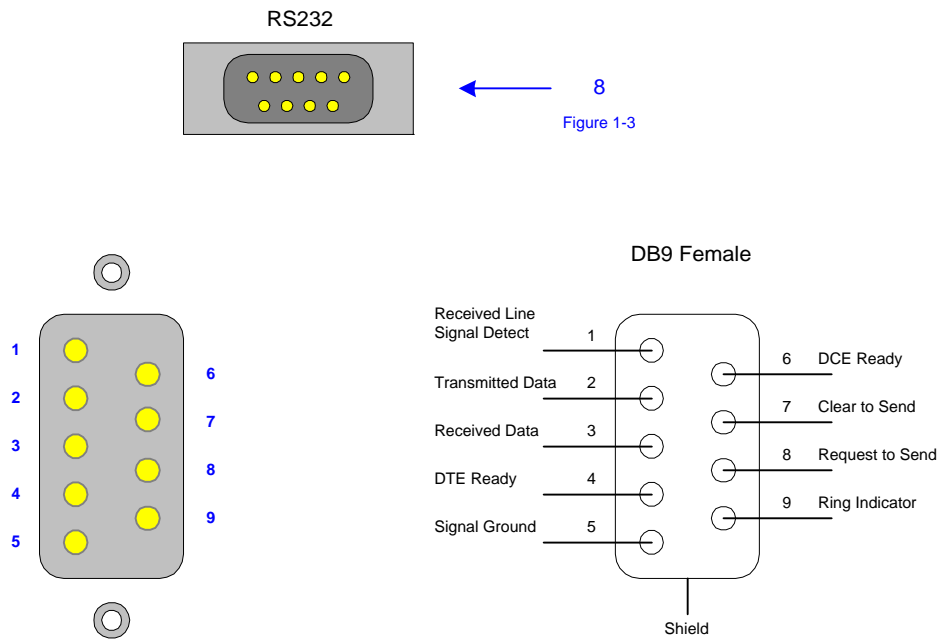 RS232
8
Figure 1-3
1
2
3
4
5
6
7
8
9
DB9 Female
Received Line
Signal Detect
1
Transmitted Data 2
Received Data 3
DTE Ready 4
Signal Ground 5
6 DCE Ready
7 Clear to Send
8 Request to Send
9 Ring Indicator
Shield